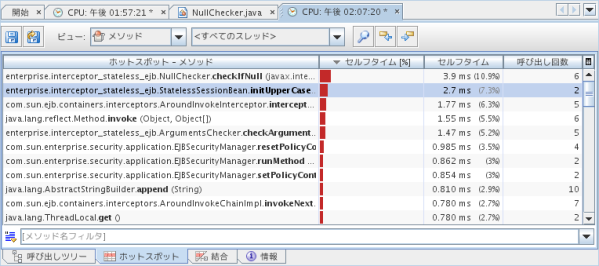 開始 CPU: 午後 01:57:21 * NullChecker.java CPU: 午後 02:07:20 *
ビュー: メソッド <すべてのスレッド>
ホットスポット - メソッド セルフタイム [%] セルフタイム 呼び出し回数
enterprise.interceptor_stateless_ejb.NullChecker.checkIfNull (javax.inte... 3.9 ms (10.9%) 6
enterprise.interceptor_stateless_ejb.StatelessSessionBean.initUpperCase... 2.7 ms (7.3%) 2
com.sun.ejb.containers.interceptors.AroundInvokeInterceptor.intercept... 1.77 ms (6.3%) 5
java.lang.reflect.Method.invoke (Object, Object[]) 1.55 ms (5.5%) 6
enterprise.interceptor_stateless_ejb.ArgumentsChecker.checkArgument... 1.47 ms (5.2%) 5
com.sun.enterprise.security.application.EJBSecurityManager.resetPolicyCo 0.985 ms (3.5%) 4
com.sun.enterprise.security.application.EJBSecurityManager.runMethod ... 0.862 ms (3%) 2
com.sun.enterprise.security.application.EJBSecurityManager.setPolicyCont 0.854 ms (3%) 2
java.lang.AbstractStringBuilder.append (String) 0.810 ms (2.9%) 10
com.sun.ejb.containers.interceptors.AroundInvokeChainImpl.invokeNext. 0.780 ms (2.8%) 7
java.lang.ThreadLocal.get () 0.780 ms (2.7%) 2
[メソッド名フィルタ]
呼び出しツリー ホットスポット 結合 情報